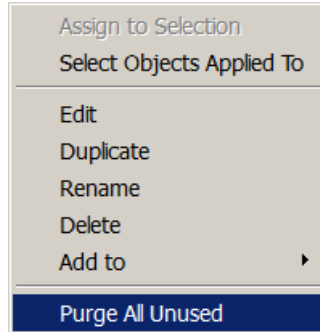 Assign to Selection
Select Objects Applied To
Edit
Duplicate
Rename
Delete
Add to
Purge All Unused